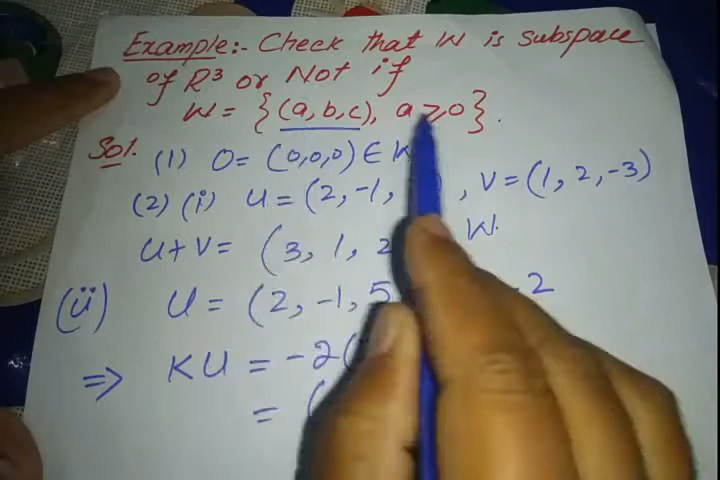 Example:- Check that W is subspace
of R³ or Not if
W = {(a,b,c), a ≥ 0}.
Sol. (1) 0 = (0,0,0) ∈ W
(2) (i) U = (2, -1, , V = (1, 2, -3)
U+V = (3, 1, 2 W.
(ii) U = (2, -1, 5 -2
⇒ KU = -2(
= (